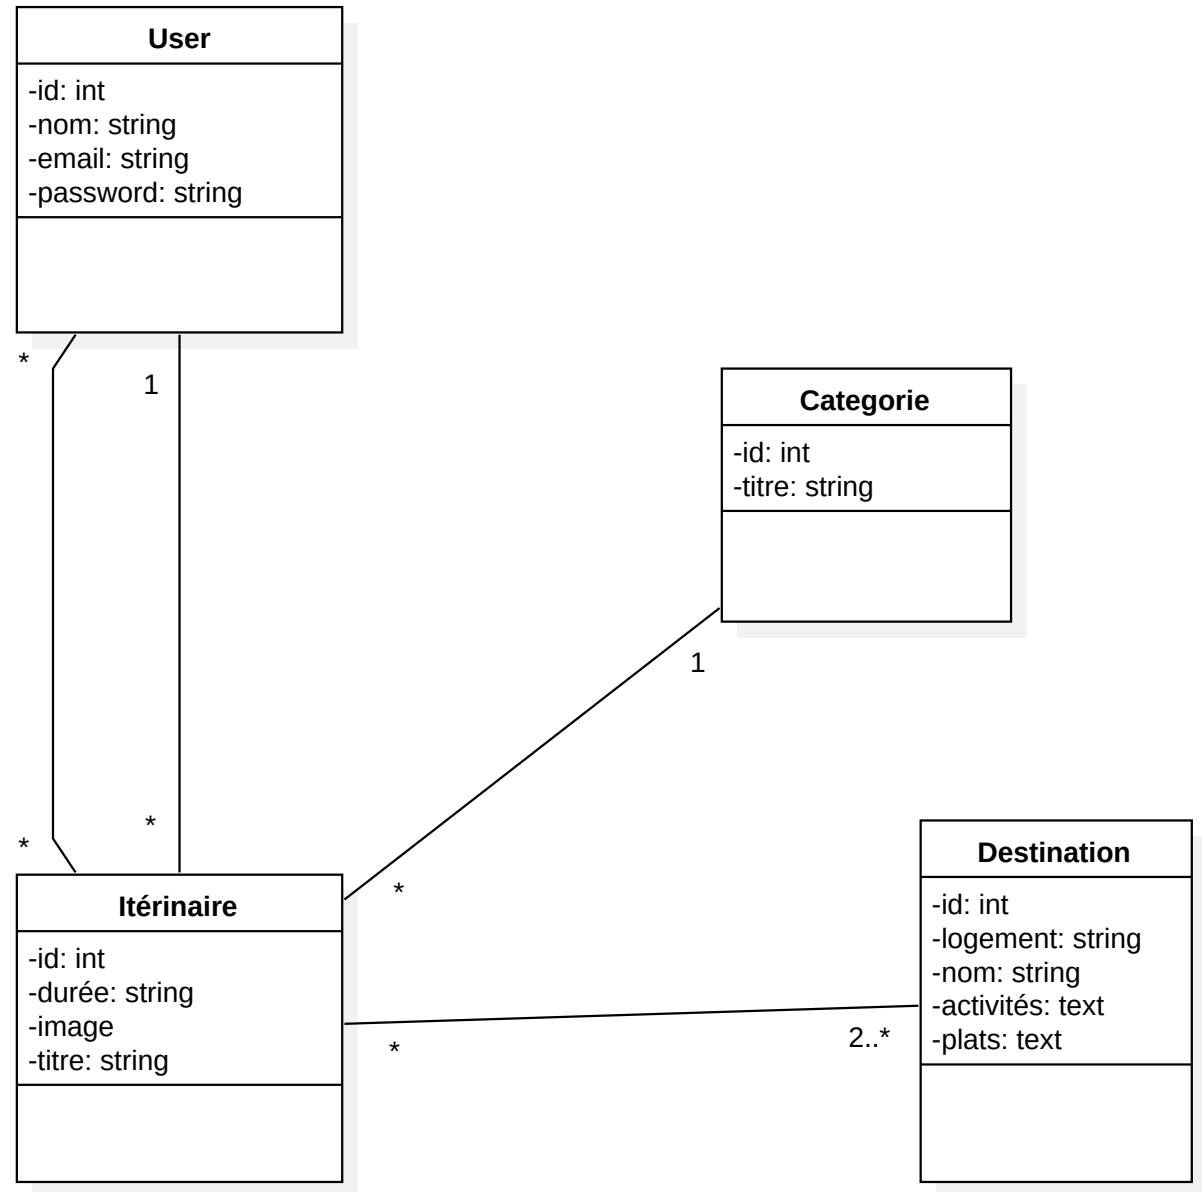 User
-id: int
-nom: string
-email: string
-password: string
*
1
Categorie
-id: int
-titre: string
1
*
*
*
Itérinaire
-id: int
-durée: string
-image
-titre: string
*
2..*
Destination
-id: int
-logement: string
-nom: string
-activités: text
-plats: text